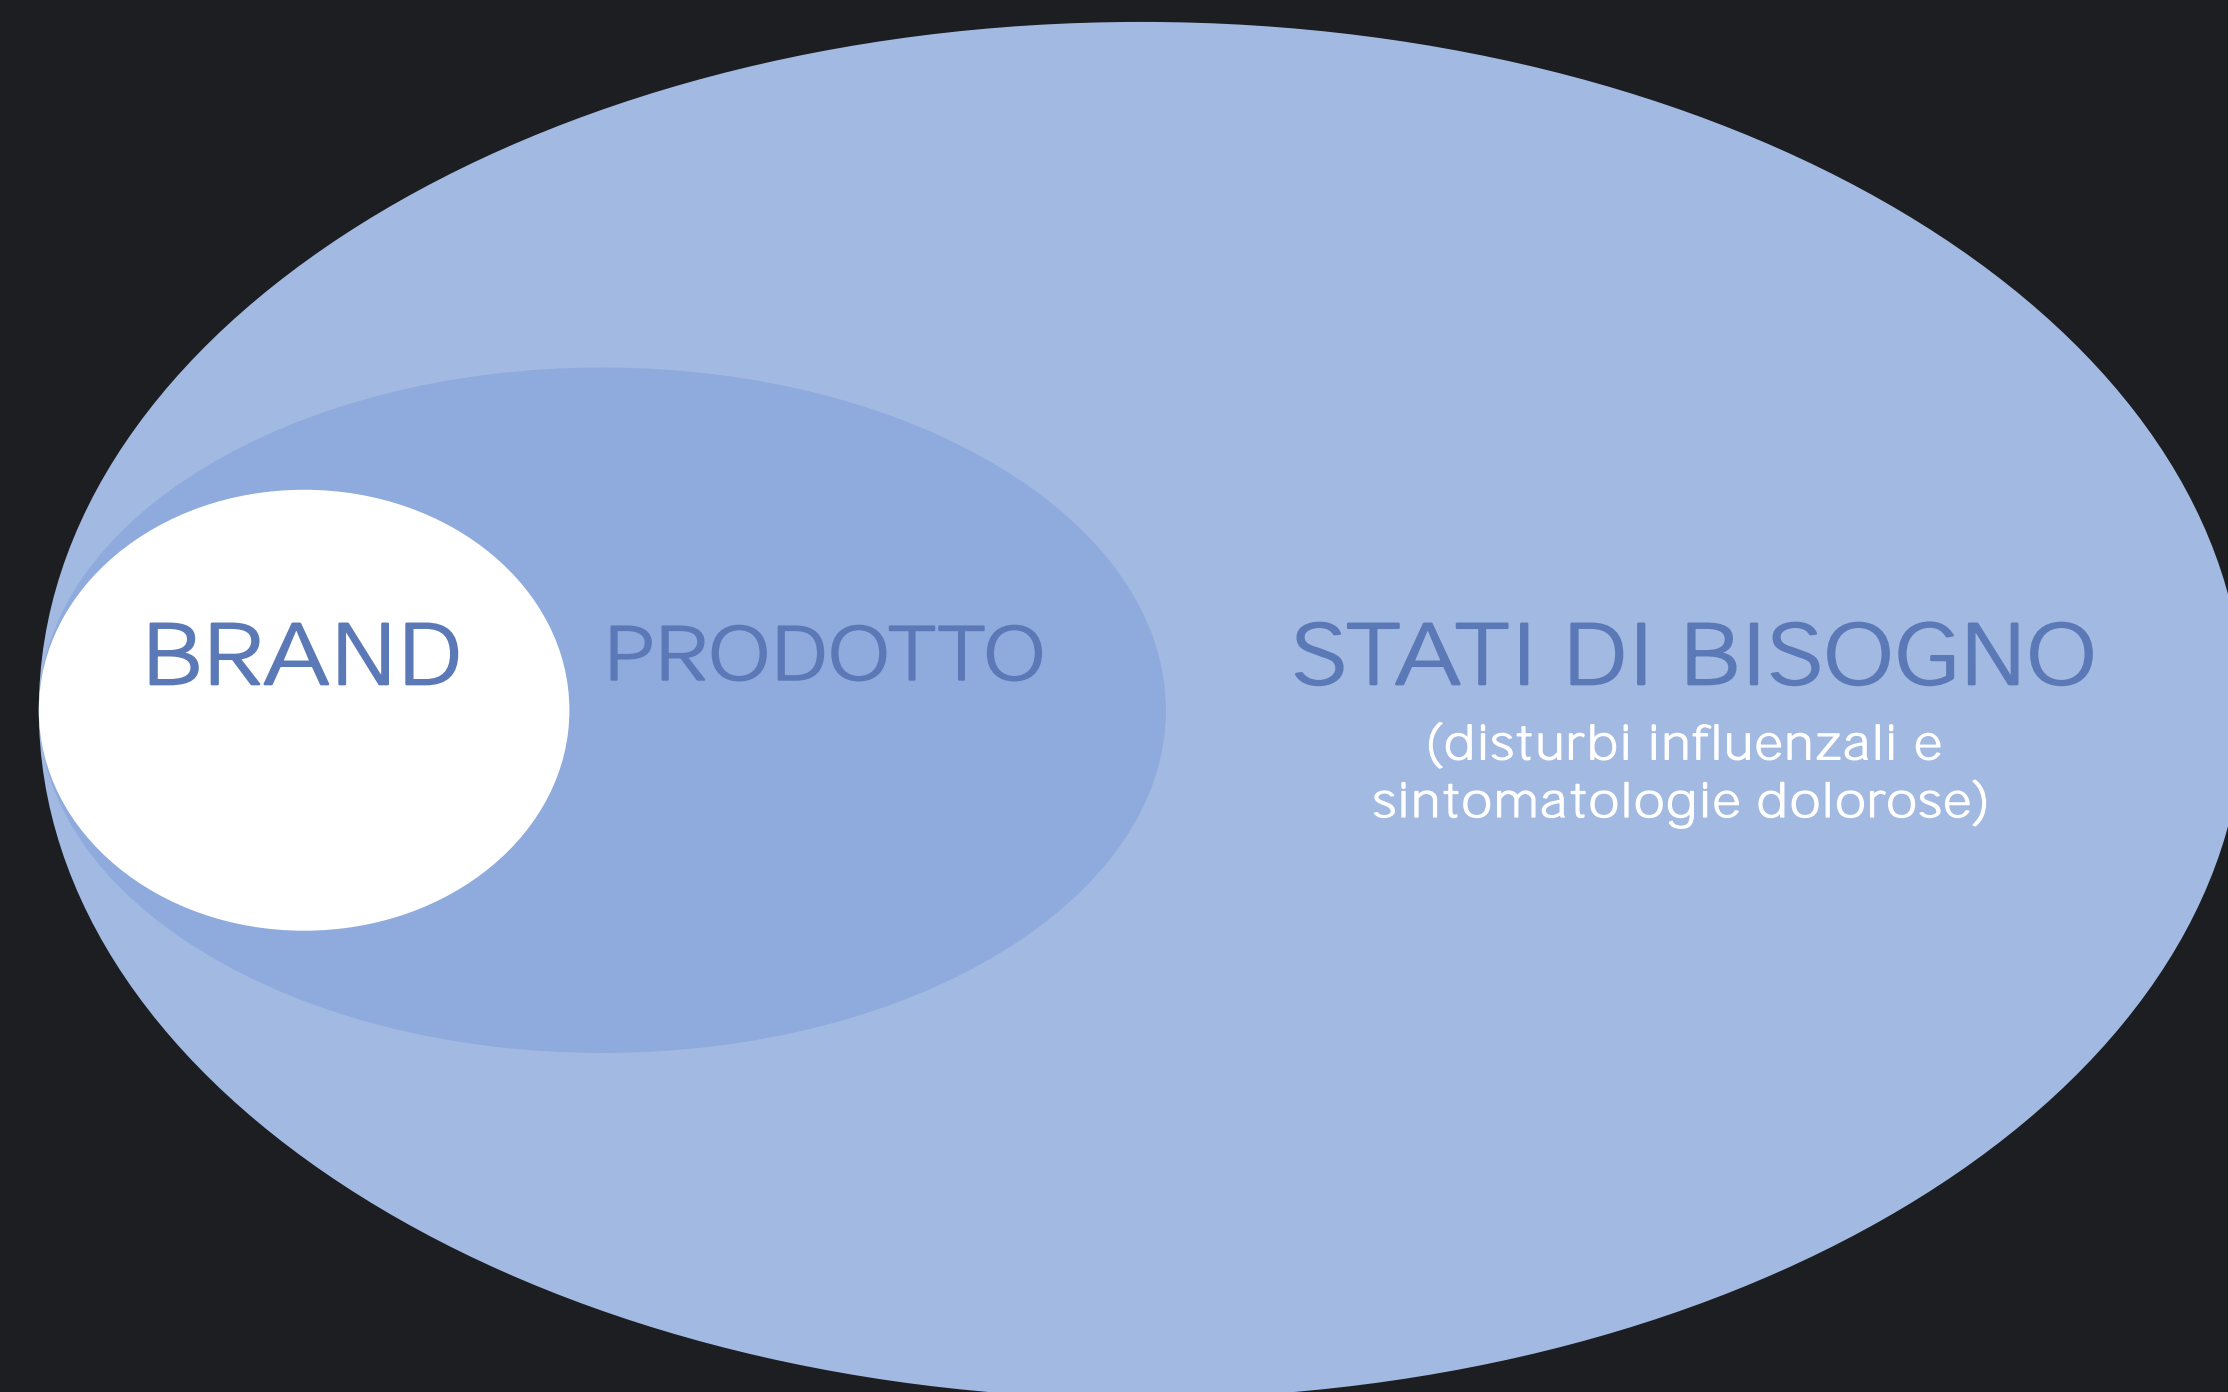 BRAND
PRODOTTO
STATI DI BISOGNO
(disturbi influenzali e
sintomatologie dolorose)